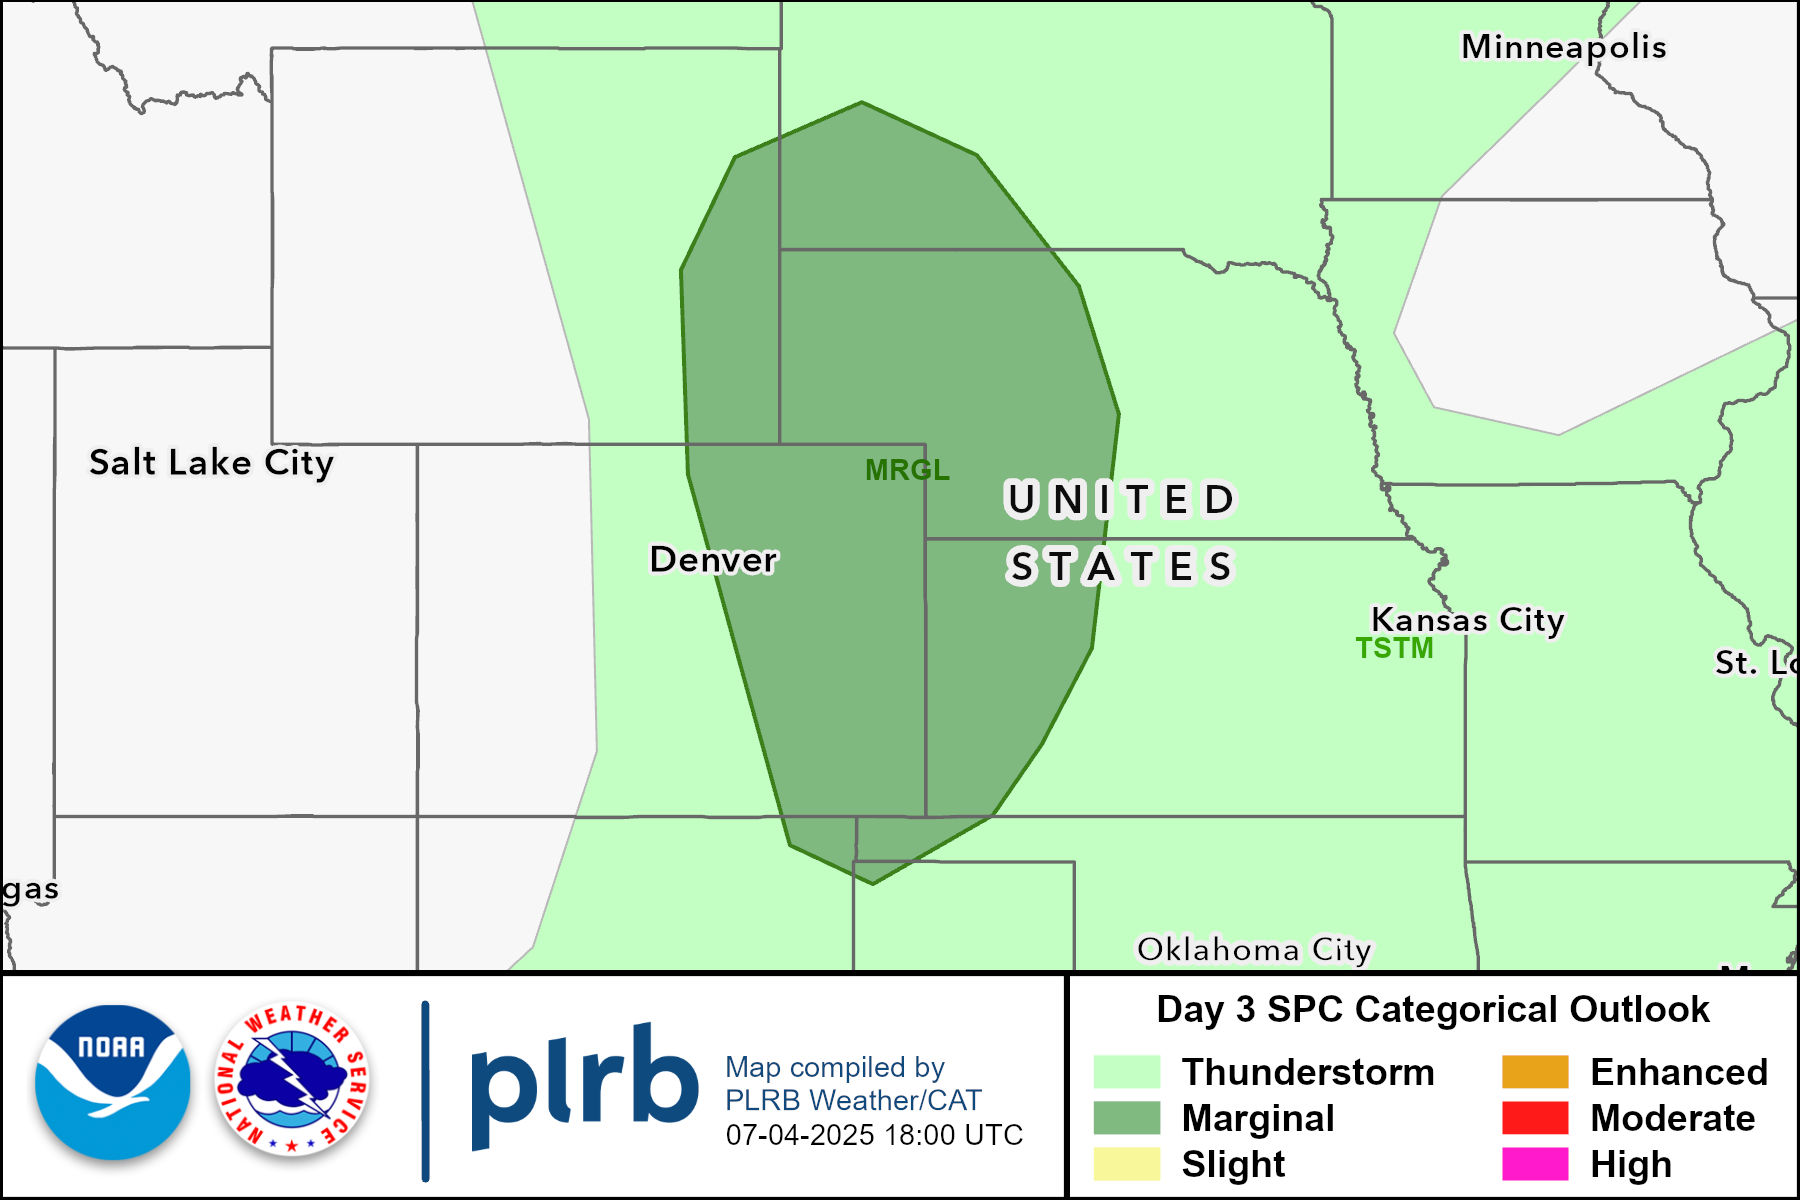 Minneapolis
Salt Lake City
MRGL
UNITED
STATES
Denver
Kansas City
TSTM
St. Lo
gas
Oklahoma City
NOAA
NATIONAL WEATHER SERVICE
plrb
Map compiled by
PLRB Weather/CAT
07-04-2025 18:00 UTC
Day 3 SPC Categorical Outlook
Thunderstorm
Marginal
Slight
Enhanced
Moderate
High